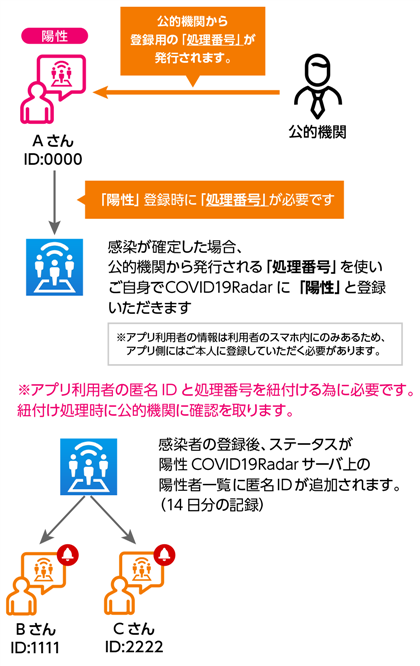 公的機関から
登録用の「処理番号」が
発行されます。
陽性
公的機関
Aさん
ID:0000
「陽性」登録時に「処理番号」が必要です
感染が確定した場合、
公的機関から発行される「処理番号」を使い
ご自身でCOVID19Radarに「陽性」と登録
いただきます
※アプリ利用者の情報は利用者のスマホ内にのみあるため、
アプリ側にはご本人に登録していただく必要があります。
※アプリ利用者の匿名IDと処理番号を紐付ける為に必要です。
紐付け処理時に公的機関に確認を取ります。
感染者の登録後、ステータスが
陽性COVID19Radarサーバ上の
陽性者一覧に匿名IDが追加されます。
（14日分の記録）
Bさん
ID:1111
Cさん
ID:2222